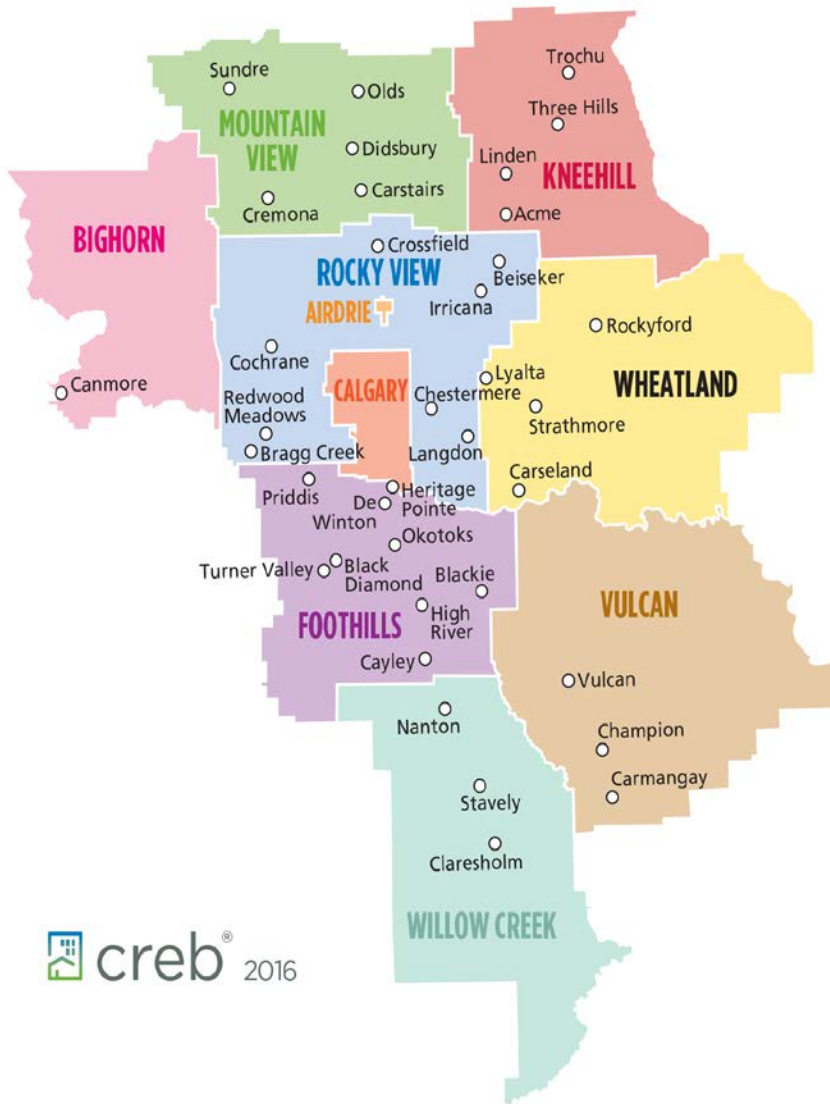 Sundre
Olds
Trochu
Three Hills
MOUNTAIN
VIEW
Didsbury
Linden
KNEEHILL
Carstairs
Cremona
Acme
BIGHORN
Crossfield
ROCKY VIEW
Beiseker
Irricana
AIRDRIE
Rockyford
Cochrane
Canmore
CALGARY
Lyalta
WHEATLAND
Redwood
Meadows
Chestermere
Strathmore
Bragg Creek
Langdon
Carseland
Priddis
Heritage
Pointe
De
Winton
Okotoks
Turner Valley
Black
Diamond
Blackie
FOOTHILLS
High
River
VULCAN
Cayley
Vulcan
Nanton
Champion
Stavely
Carmangay
Claresholm
WILLOW CREEK
creb® 2016